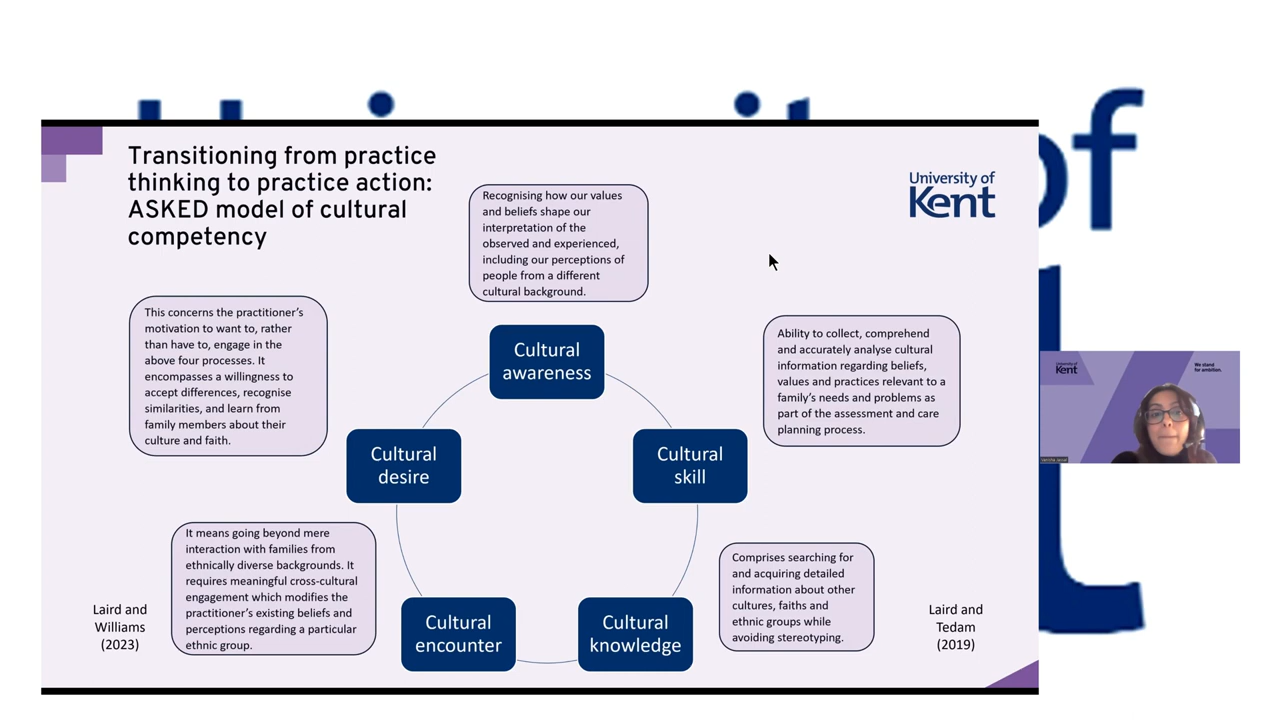 of
Transitioning from practice
thinking to practice action:
ASKED model of cultural
competency
University of
Kent
Recognising how our values
and beliefs shape our
interpretation of the
observed and experienced,
including our perceptions of
people from a different
cultural background.
This concerns the practitioner's
motivation to want to, rather
than have to, engage in the
above four processes. It
encompasses a willingness to
accept differences, recognise
similarities, and learn from
family members about their
culture and faith.
Ability to collect, comprehend
and accurately analyse cultural
information regarding beliefs,
values and practices relevant to a
family's needs and problems as
part of the assessment and care
planning process.
Cultural
awareness
Cultural
desire
Cultural
skill
It means going beyond mere
interaction with families from
ethnically diverse backgrounds. It
requires meaningful cross-cultural
engagement which modifies the
practitioner's existing beliefs and
perceptions regarding a particular
ethnic group.
Comprises searching for
and acquiring detailed
information about other
cultures, faiths and
ethnic groups while
avoiding stereotyping.
Cultural
encounter
Cultural
knowledge
Laird and
Williams
(2023)
Laird and
Tedam
(2019)
University of
Kent
We stand
for ambition.